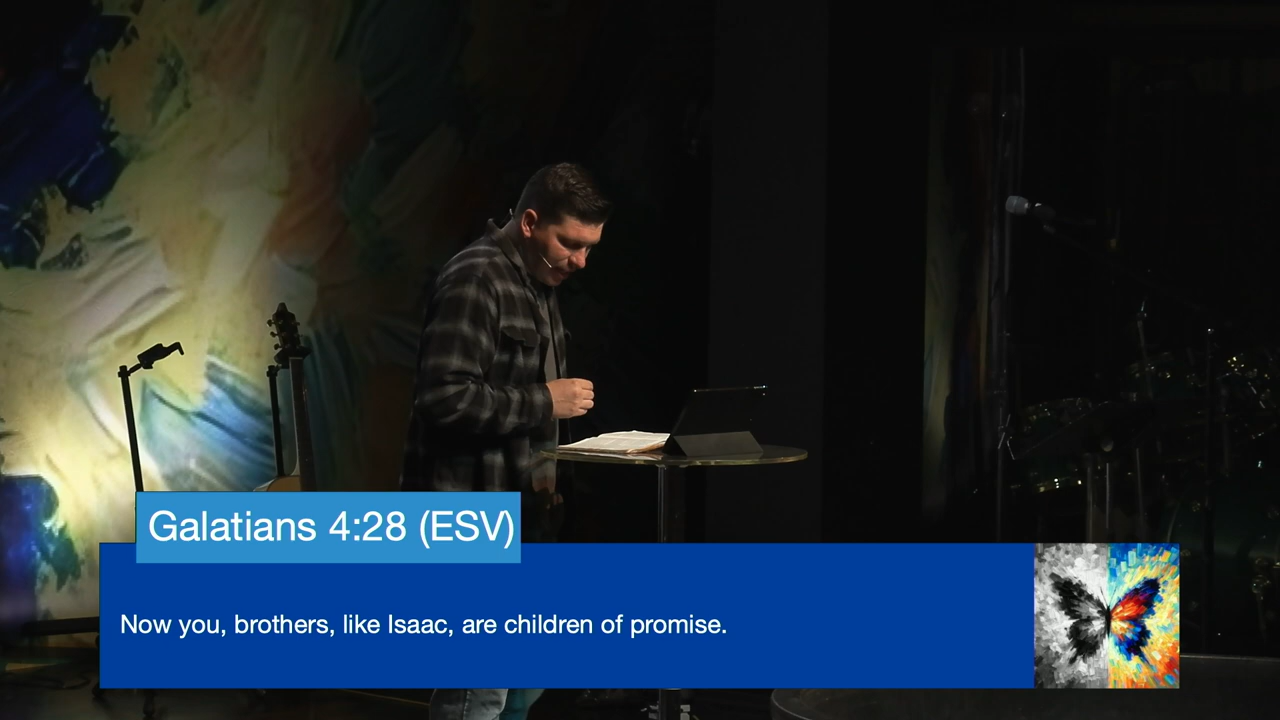 Galatians 4:28 (ESV)
Now you, brothers, like Isaac, are children of promise.